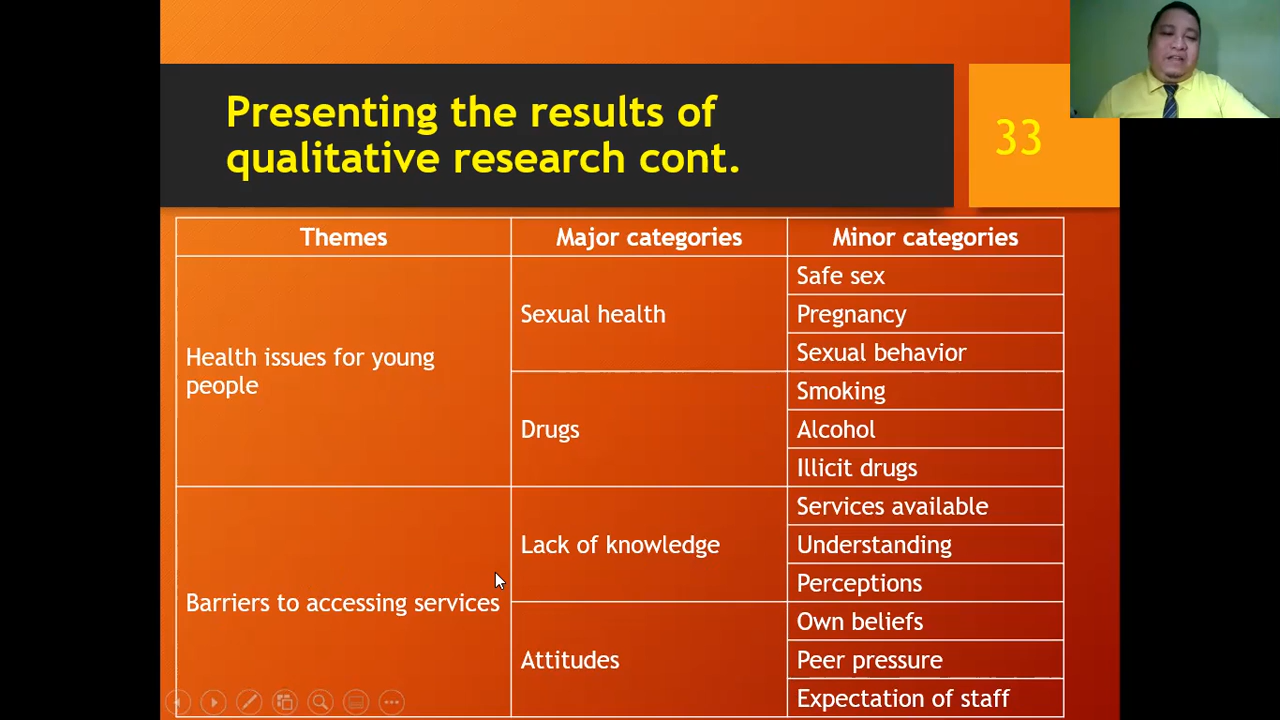 Presenting the results of
qualitative research cont.
33
Themes
Major categories
Minor categories
Health issues for young
people
Sexual health
Safe sex
Pregnancy
Sexual behavior
Drugs
Smoking
Alcohol
Illicit drugs
Barriers to accessing services
Lack of knowledge
Services available
Understanding
Perceptions
Attitudes
Own beliefs
Peer pressure
Expectation of staff